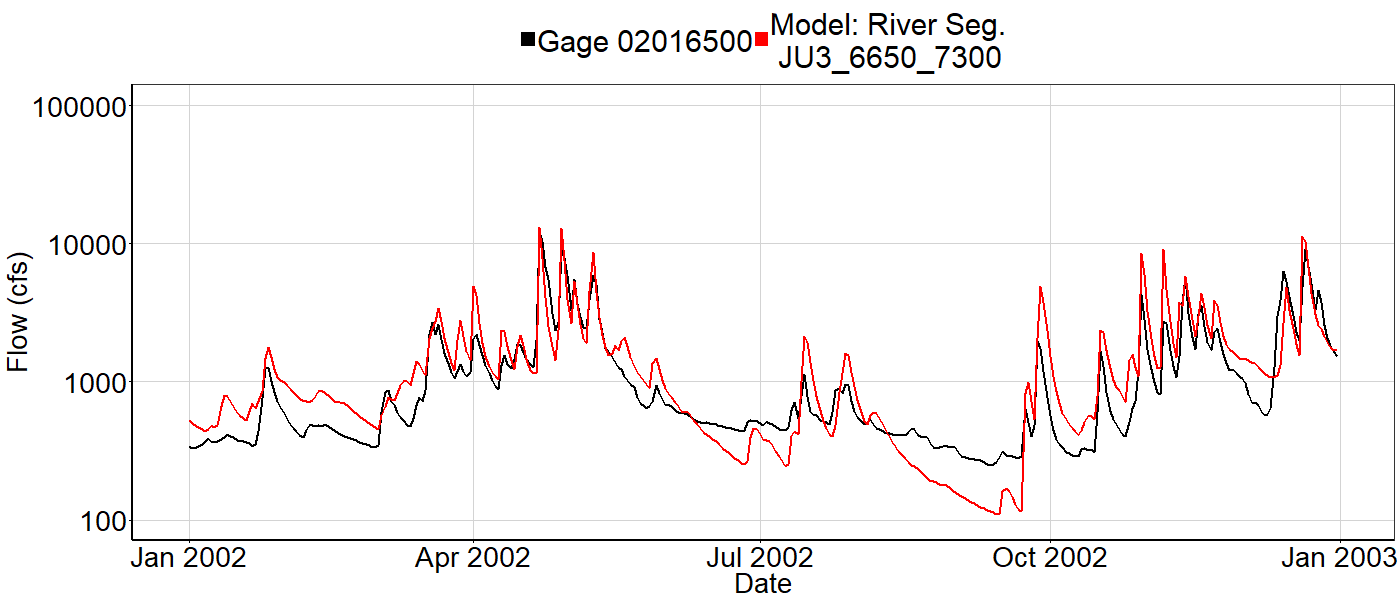 Gage 02016500
Model: River Seg.
JU3_6650_7300
100000
10000
1000
100
Flow (cfs)
Jan 2002
Apr 2002
Jul 2002
Oct 2002
Jan 2003
Date